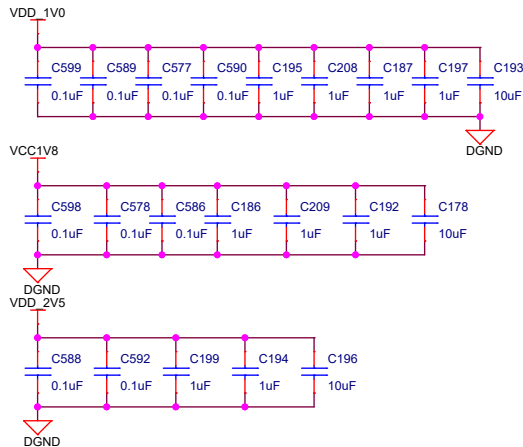 VDD_1V0
C599 C589 C577 C590 C195 C208 C187 C197 C193
0.1uF 0.1uF 0.1uF 0.1uF 1uF 1uF 1uF 1uF 10uF
DGND
VCC1V8
C598 C578 C586 C186 C209 C192 C178
0.1uF 0.1uF 0.1uF 1uF 1uF 1uF 10uF
DGND
VDD_2V5
C588 C592 C199 C194 C196
0.1uF 0.1uF 1uF 1uF 10uF
DGND